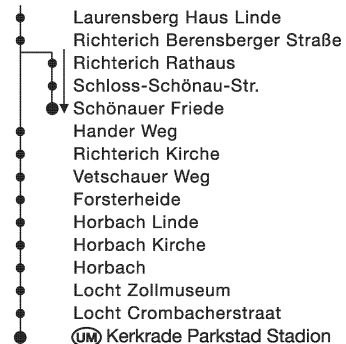 Laurensberg Haus Linde
Richterich Berensberger Straße
Richterich Rathaus
Schloss-Schönau-Str.
Schönauer Friede
Hander Weg
Richterich Kirche
Vetschauer Weg
Forsterheide
Horbach Linde
Horbach Kirche
Horbach
Locht Zollmuseum
Locht Crombacherstraat
UM Kerkrade Parkstad Stadion